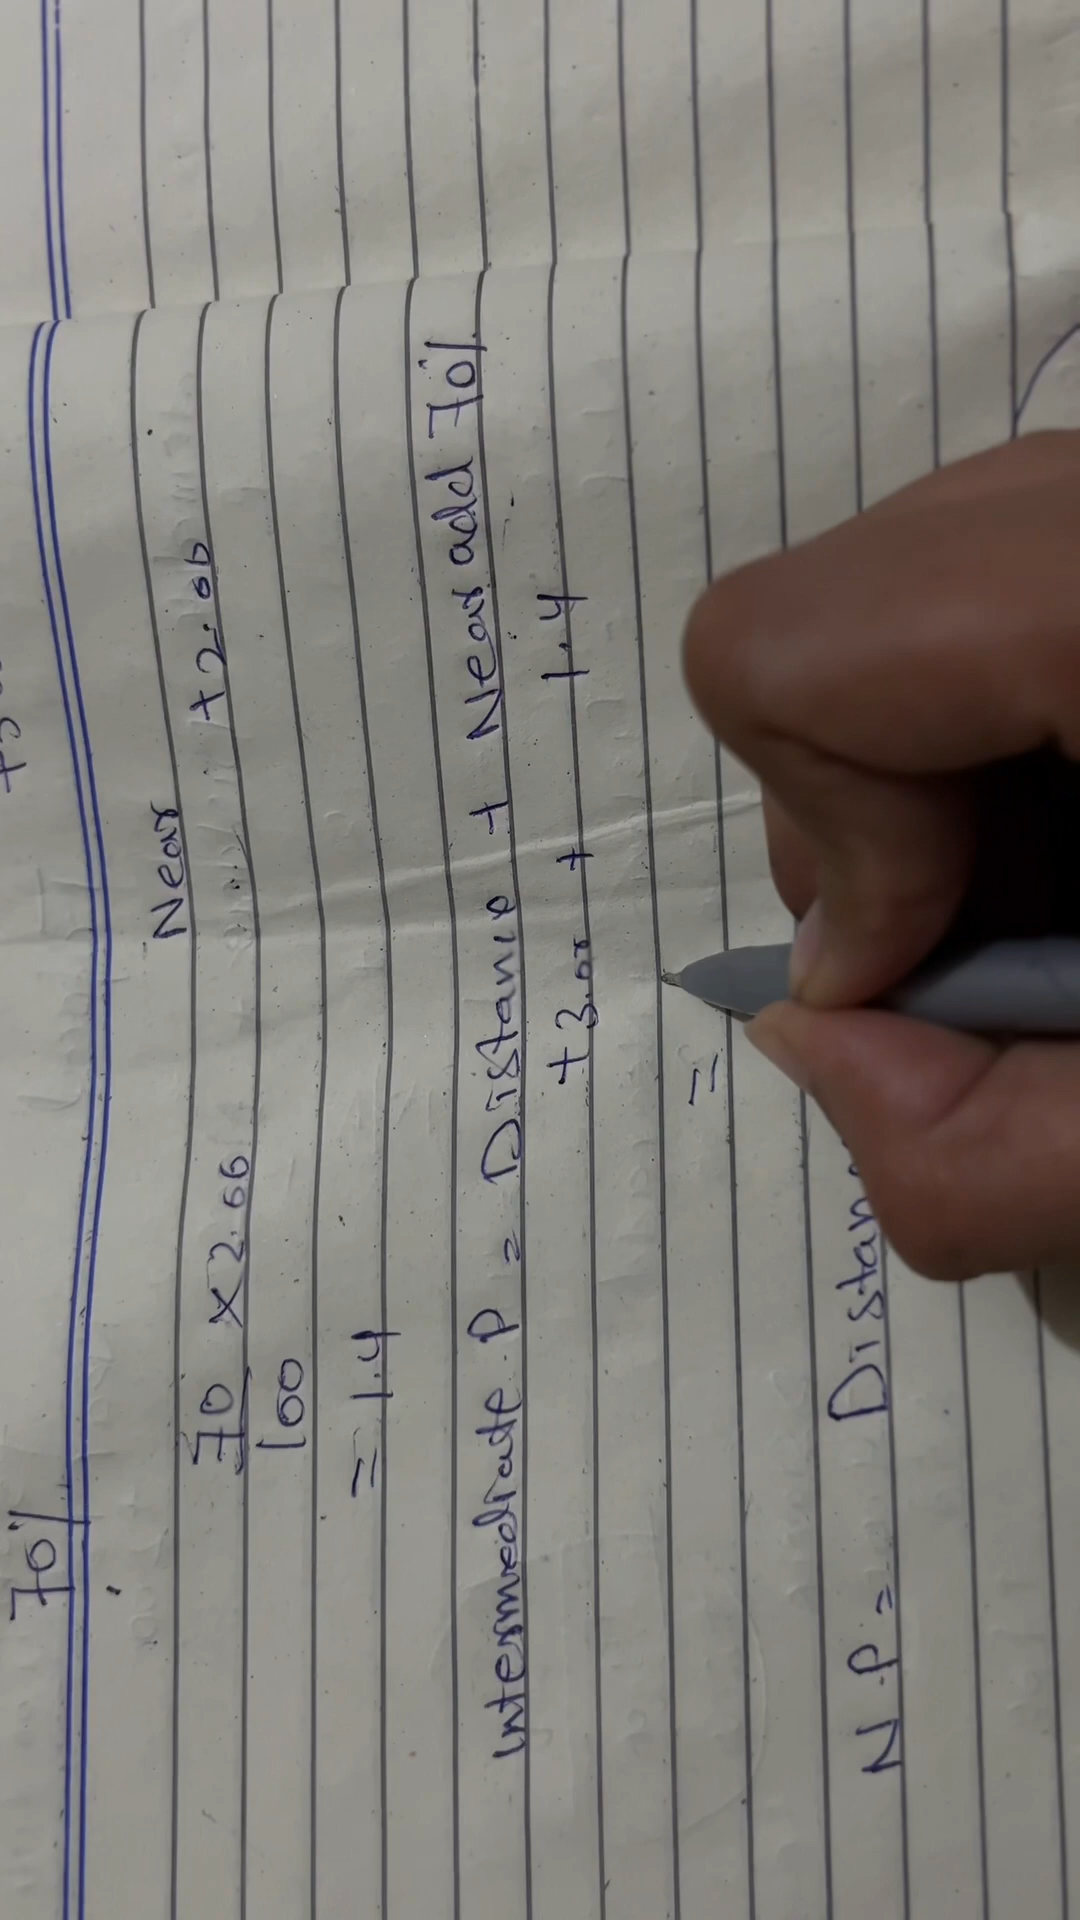 70%
Near
+2.00
70 × 2.00
100
= 1.4
Intermediate.P = Distance + Near add 70%
+3.00 + 1.4
=
N.P = Distan